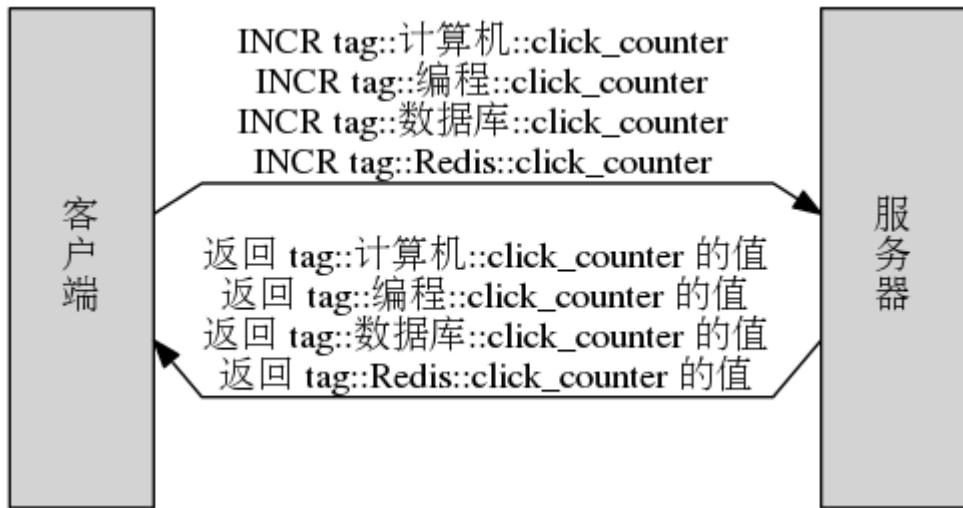 INCR tag::计算机::click_counter
INCR tag::编程::click_counter
INCR tag::数据库::click_counter
INCR tag::Redis::click_counter
客户端
服务器
返回 tag::计算机::click_counter 的值
返回 tag::编程::click_counter 的值
返回 tag::数据库::click_counter 的值
返回 tag::Redis::click_counter 的值